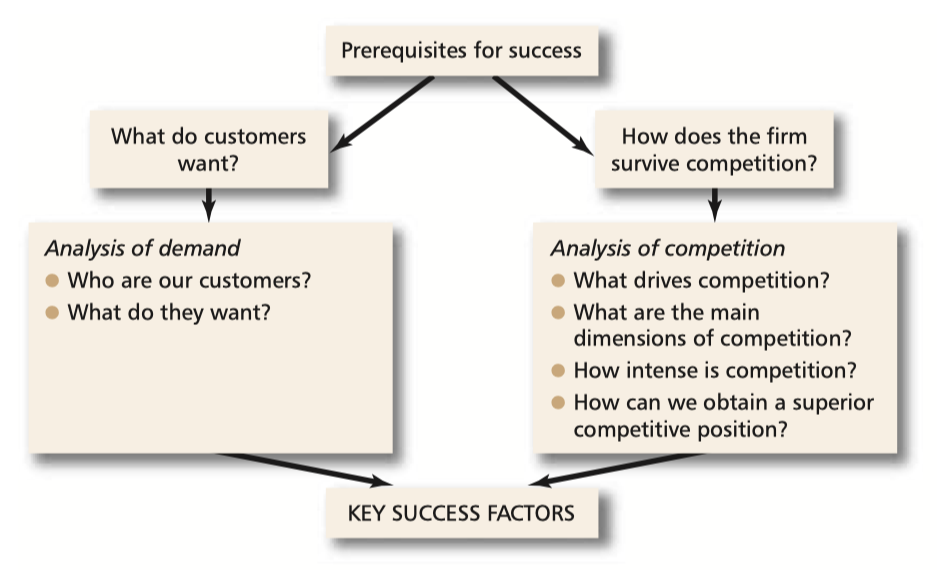 Prerequisites for success
What do customers
want?
How does the firm
survive competition?
Analysis of demand
Who are our customers?
What do they want?
Analysis of competition
What drives competition?
What are the main
dimensions of competition?
How intense is competition?
How can we obtain a superior
competitive position?
KEY SUCCESS FACTORS